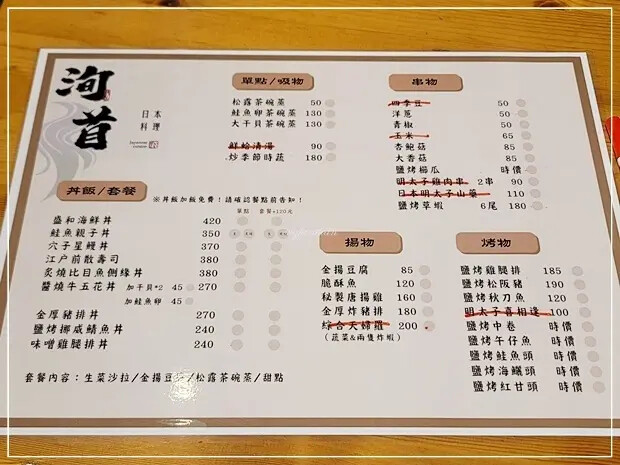 洵首
日本
料理
單點/吸物
松露茶碗蒸 50
鮭魚卵茶碗蒸 130
大干貝茶碗蒸 130
鮮蛤清湯 90
炒季節時蔬 180
串物
四季豆 50
洋蔥 50
青椒 50
玉米 65
杏鮑菇 85
大香菇 85
鹽烤櫛瓜 85
明太子雞肉串 2串 90
日本明太子山藥 110
鹽烤草蝦 6尾 180
丼飯/套餐
※丼飯加飯免費!請確認餐點前告知!
單點 套餐+120元
盛和海鮮丼 420
鮭魚親子丼 350
穴子星鰻丼 370
江戶前散壽司 380
炙燒比目魚側緣丼 380
醬燒牛五花丼 270
加干貝*2 45
加鮭魚卵 45
金厚豬排丼 270
鹽烤挪威鯖魚丼 240
味噌雞腿排丼 240
套餐內容:生菜沙拉/金揚豆腐/松露茶碗蒸/甜點
揚物
金揚豆腐 85
脆酥魚 120
秘製唐揚雞 160
金厚炸豬排 180
綜合天婦羅 200
(蔬菜&兩隻炸蝦)
烤物
鹽烤雞腿排 185
鹽烤松阪豬 190
鹽烤秋刀魚 120
明太子喜相逢 100
鹽烤中卷 時價
鹽烤午仔魚 時價
鹽烤鮭魚頭 時價
鹽烤海鱺頭 時價
鹽烤紅甘頭 時價